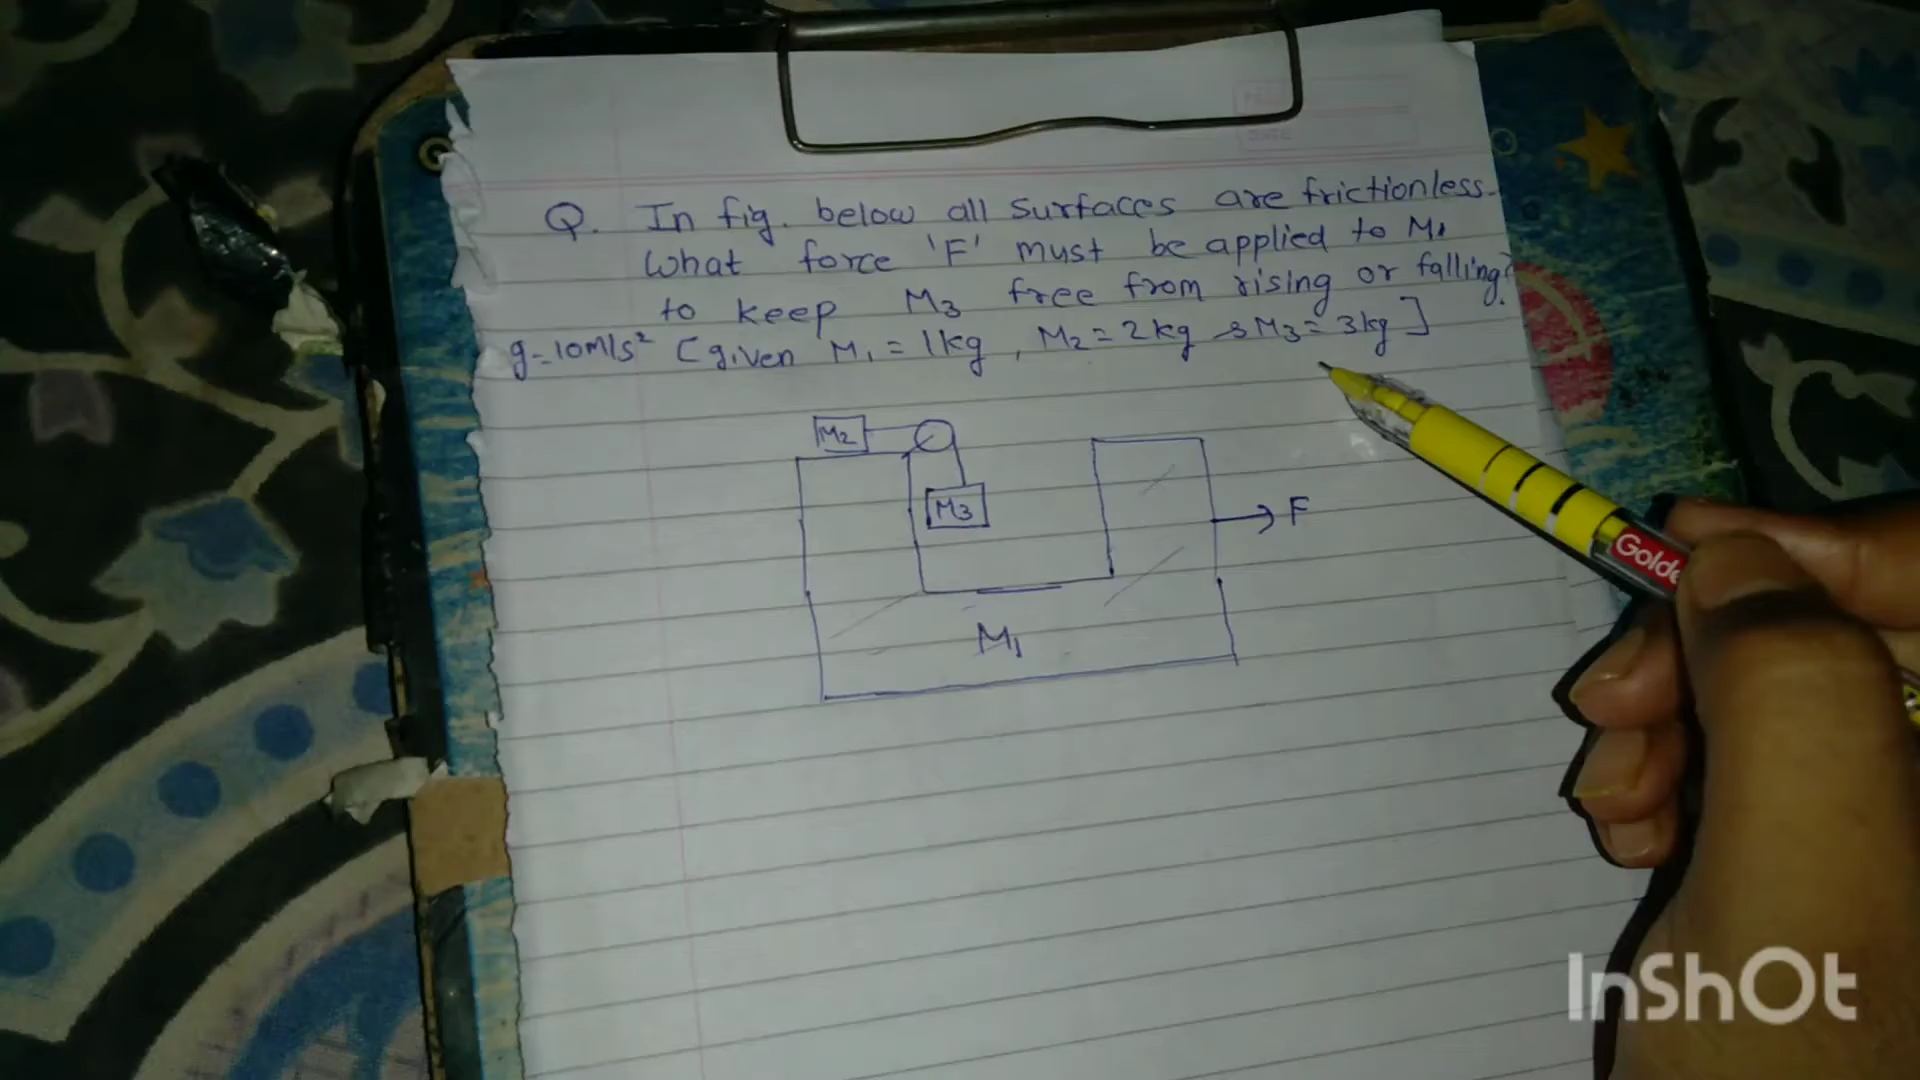 Q. In fig. below all surfaces are frictionless.
What force 'F' must be applied to M1
to keep M3 free from rising or falling?
g=10M/s² [given M1 = 1kg, M2 = 2kg & M3 = 3kg]
M2
M3
F
M1
Golde
InShOt